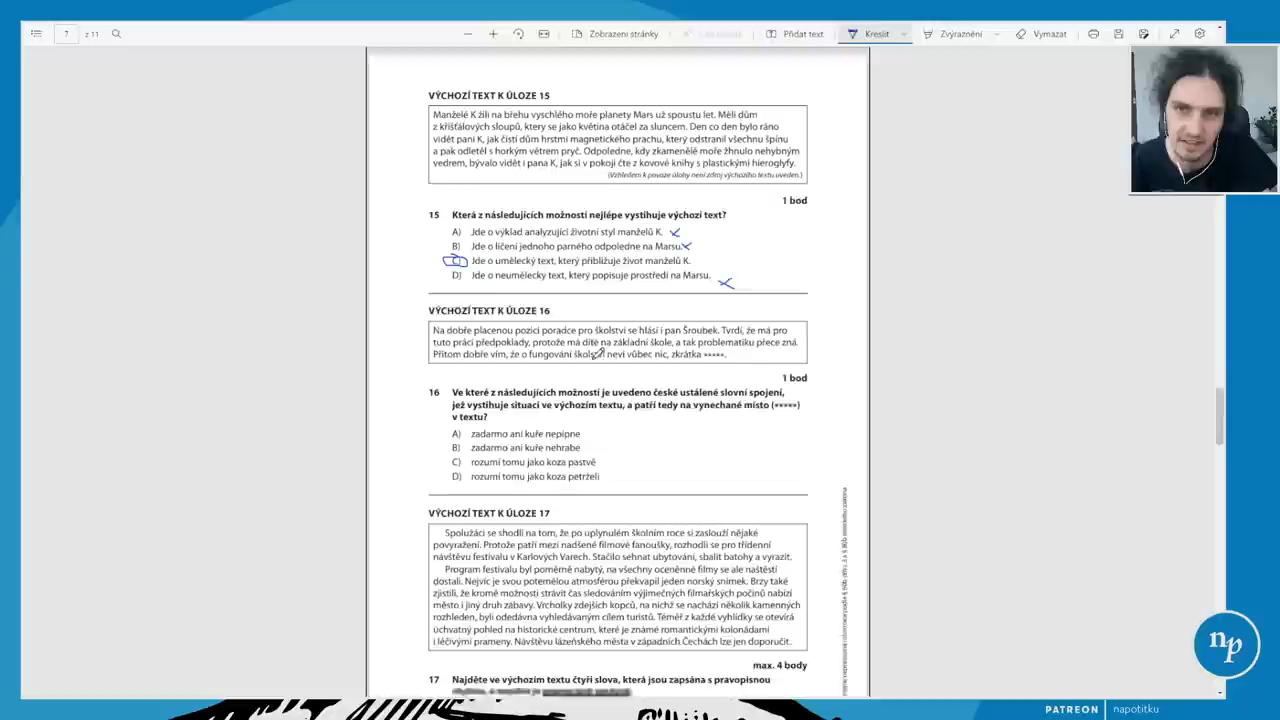 7 z 11 Zobrazení stránky Přidat text Kreslit Zvýraznění Vymazat
VÝCHOZÍ TEXT K ÚLOZE 15
Manželé K žili na břehu vyschlého moře planety Mars už spoustu let. Měli dům
z křišťálových sloupů, který se jako květina otáčel za sluncem. Den co den bylo ráno
vidět paní K, jak čistí dům hrstmi magnetického prachu, který odstranil všechnu špínu
a pak odletěl s horkým větrem pryč. Odpoledne, kdy zkamenělé moře žhnulo nehybným
vedrem, bývalo vidět i pana K, jak si v pokoji čte z kovové knihy s plastickými hieroglyfy.
(Vzhledem k povaze úlohy není zdroj výchozího textu uveden.)
1 bod
15 Která z následujících možností nejlépe vystihuje výchozí text?
A) Jde o výklad analyzující životní styl manželů K.
B) Jde o líčení jednoho parného odpoledne na Marsu.
C) Jde o umělecký text, který přibližuje život manželů K.
D) Jde o neumělecký text, který popisuje prostředí na Marsu.
VÝCHOZÍ TEXT K ÚLOZE 16
Na dobře placenou pozici poradce pro školství se hlásí i pan Šroubek. Tvrdí, že má pro
tuto práci předpoklady, protože má dítě na základní škole, a tak problematiku přece zná.
Přitom dobře vím, že o fungování školství neví vůbec nic, zkrátka *****.
1 bod
16 Ve které z následujících možností je uvedeno české ustálené slovní spojení,
jež vystihuje situaci ve výchozím textu, a patří tedy na vynechané místo (*****)
v textu?
A) zadarmo ani kuře nepípne
B) zadarmo ani kuře nehrabe
C) rozumí tomu jako koza pastvě
D) rozumí tomu jako koza petrželi
VÝCHOZÍ TEXT K ÚLOZE 17
Spolužáci se shodli na tom, že po uplynulém školním roce si zaslouží nějaké
povyražení. Protože patří mezi nadšené filmové fanoušky, rozhodli se pro třídenní
návštěvu festivalu v Karlových Varech. Stačilo sehnat ubytování, sbalit batohy a vyrazit.
Program festivalu byl poměrně nabytý, na všechny oceněnné filmy se ale naštěstí
dostali. Nejvíc je svou potemělou atmosférou překvapil jeden norský snímek. Brzy také
zjistili, že kromě možnosti strávit čas sledováním výjimečných filmařských počinů nabízí
město i jiný druh zábavy. Vrcholky zdejších kopců, na nichž se nachází několik kamenných
rozhleden, byli odedávna vyhledávaným cílem turistů. Téměř z každé vyhlídky se otevírá
úchvatný pohled na historické centrum, které je známé romantickými kolonádami
i léčivými prameny. Návštěvu lázeňského města v západních Čechách lze jen doporučit.
max. 4 body
17 Najděte ve výchozím textu čtyři slova, která jsou zapsána s pravopisnou
np
PATREON napotitku